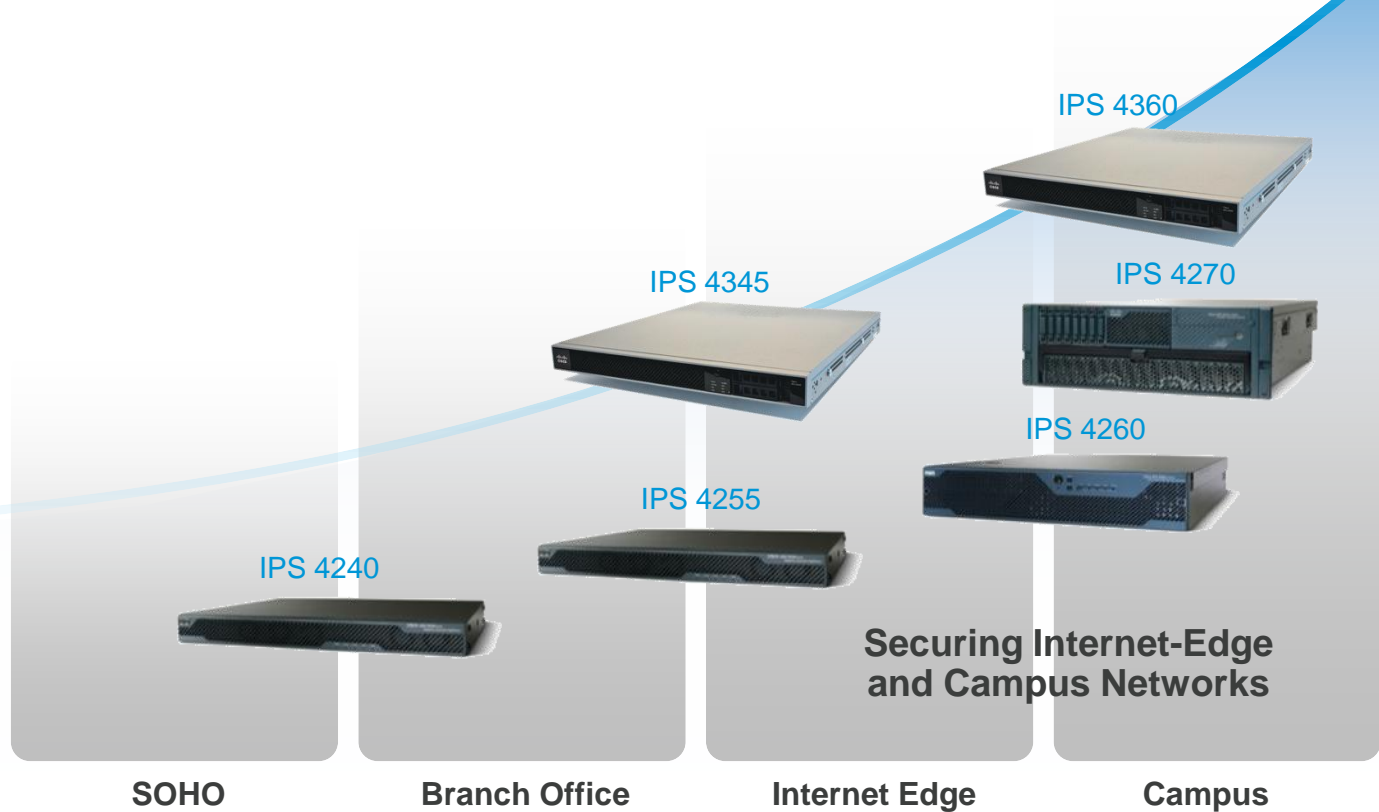 IPS 4360
IPS 4345
IPS 4270
IPS 4260
IPS 4255
IPS 4240
Securing Internet-Edge
and Campus Networks
SOHO
Branch Office
Internet Edge
Campus